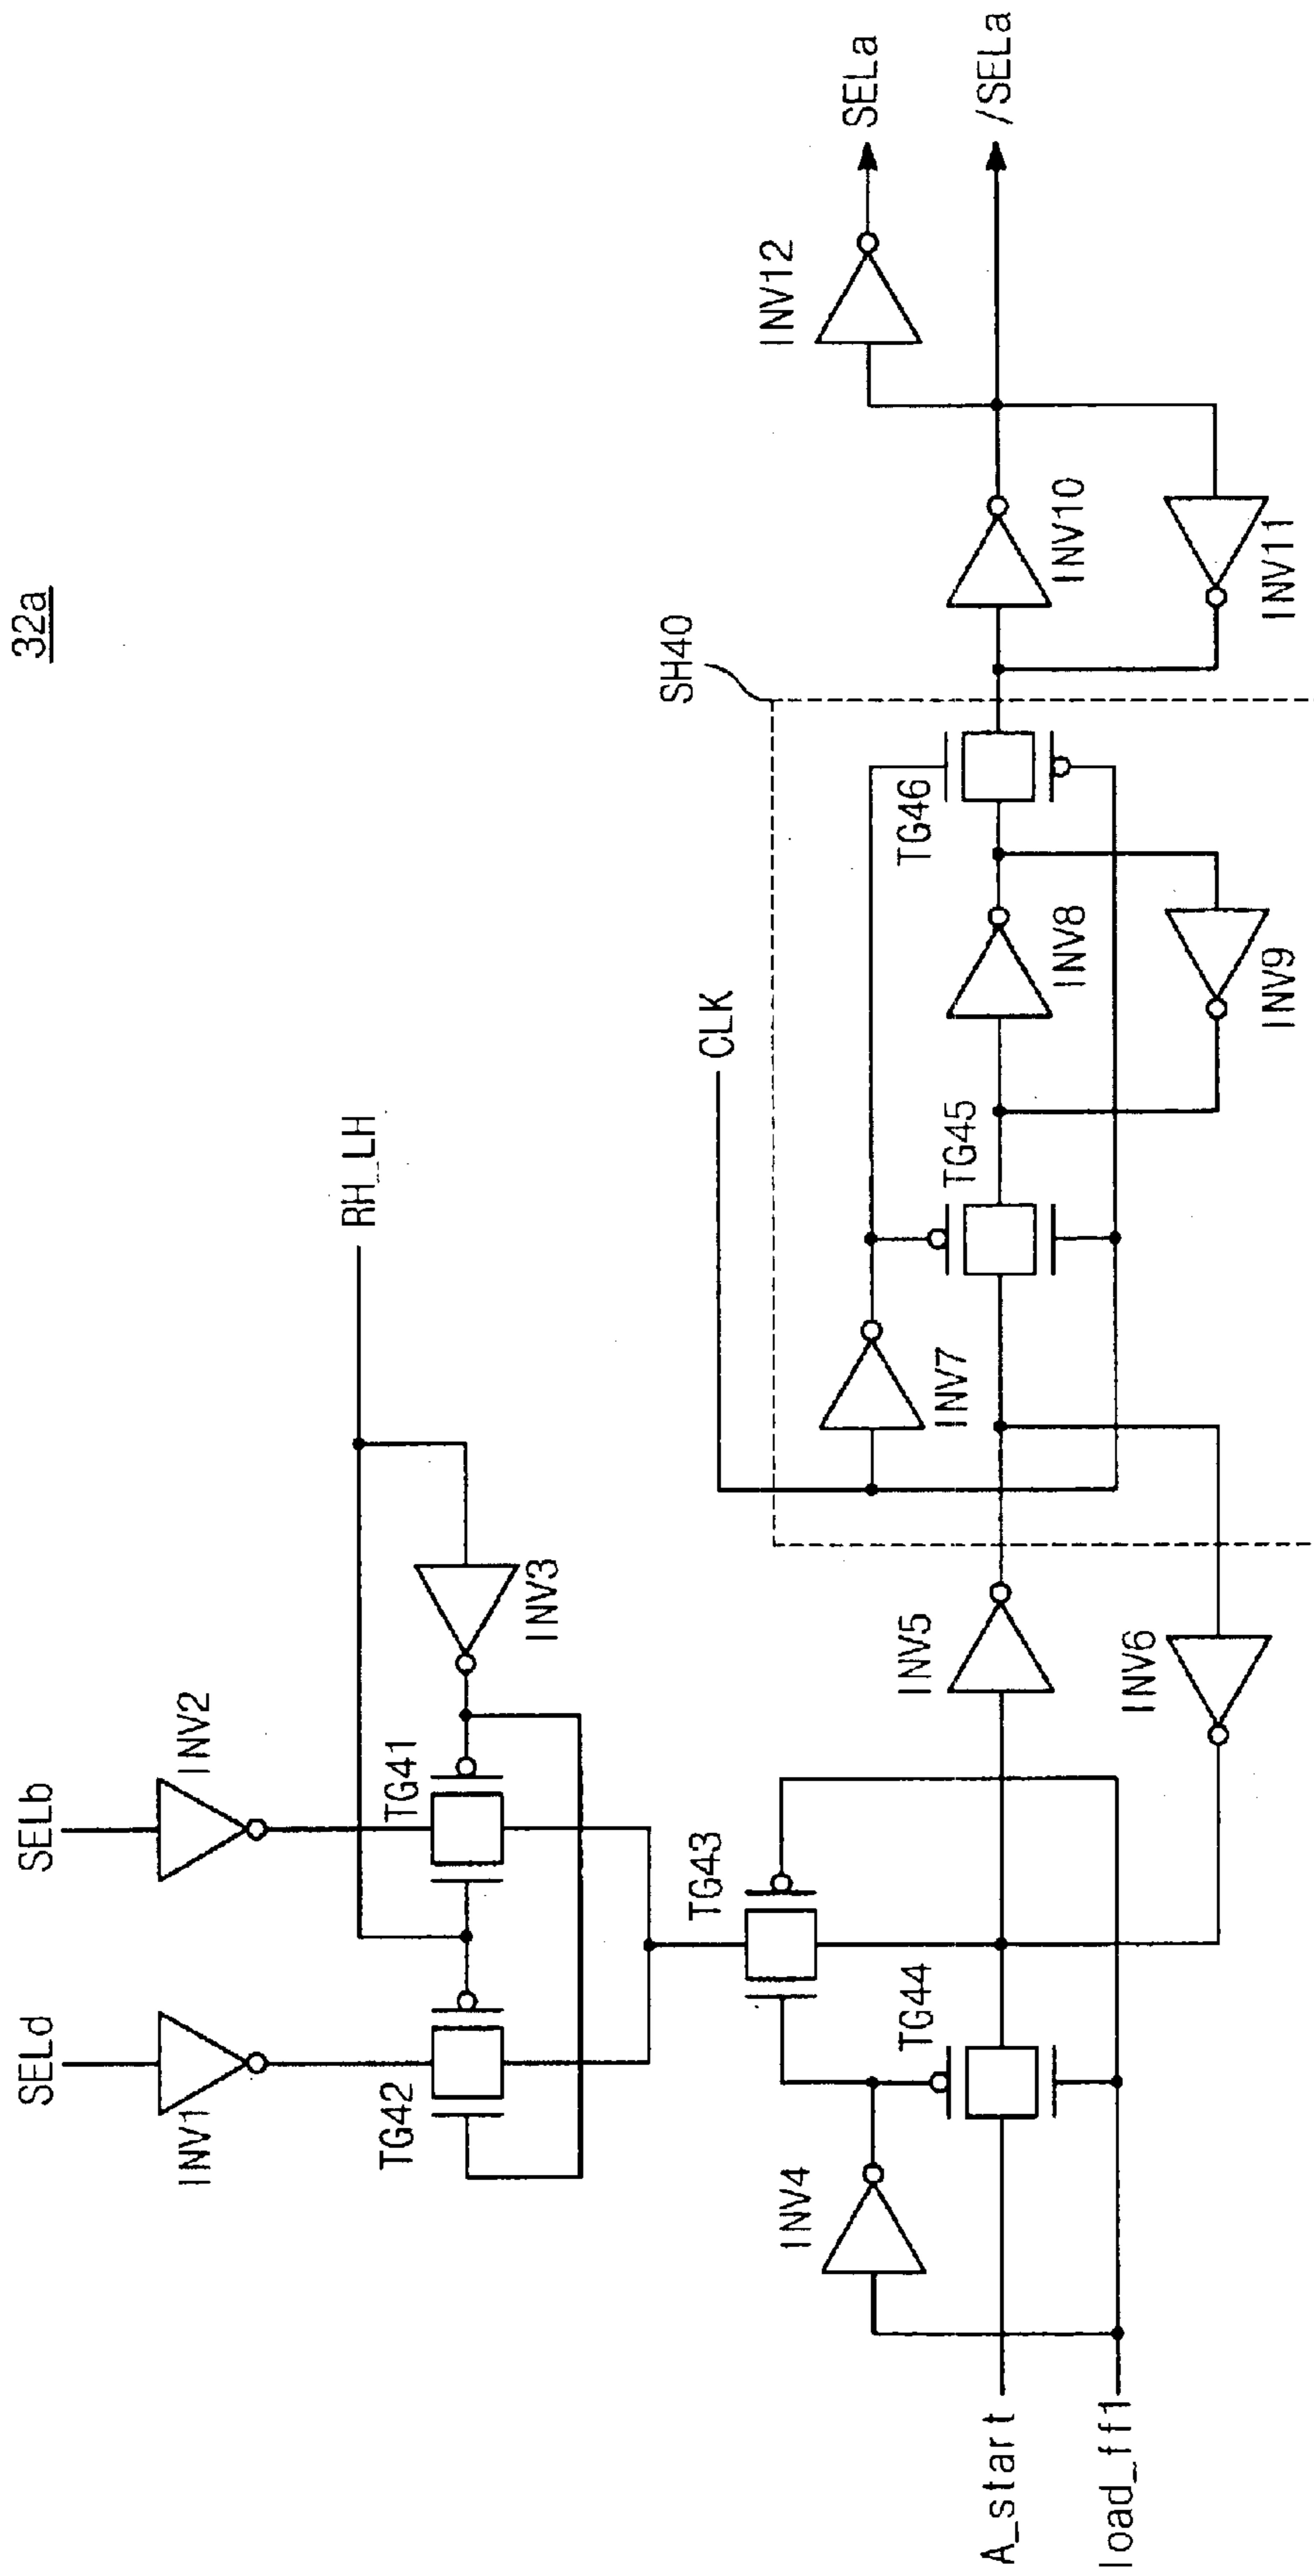 32a
SELd
SELb
INV1
INV2
RH_LH
TG42
TG41
INV3
CLK
SH40
TG43
INV4
TG44
INV5
INV6
INV7
TG45
INV8
INV9
TG46
INV10
INV11
INV12
SELa
/SELa
A_start
load_ff1